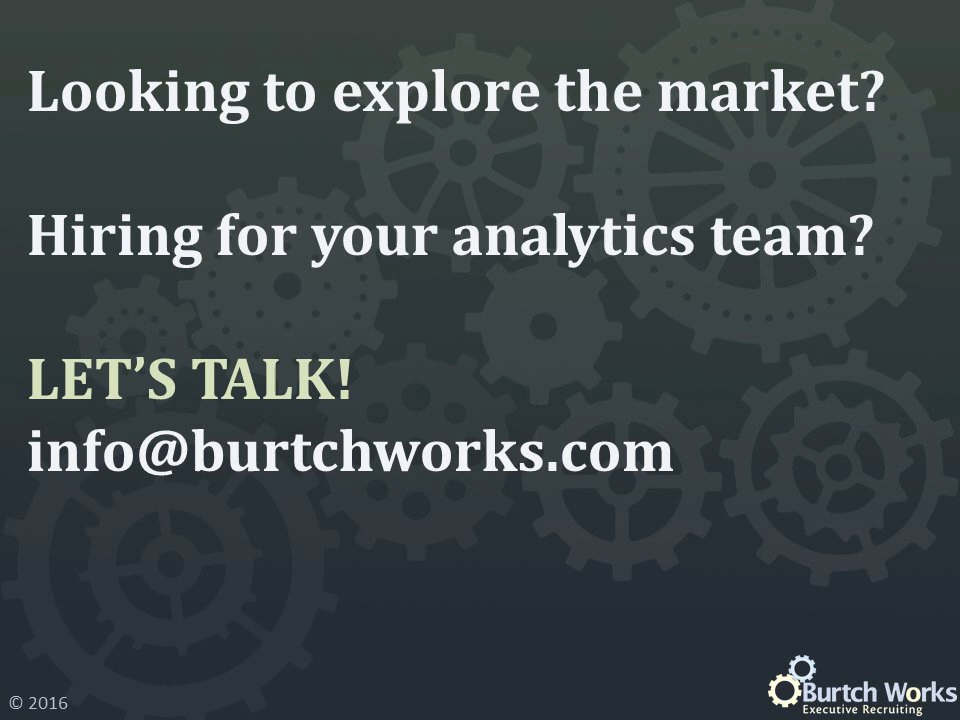 Looking to explore the market?
Hiring for your analytics team?
LET’S TALK!
info@burtchworks.com
© 2016
Burtch Works
Executive Recruiting